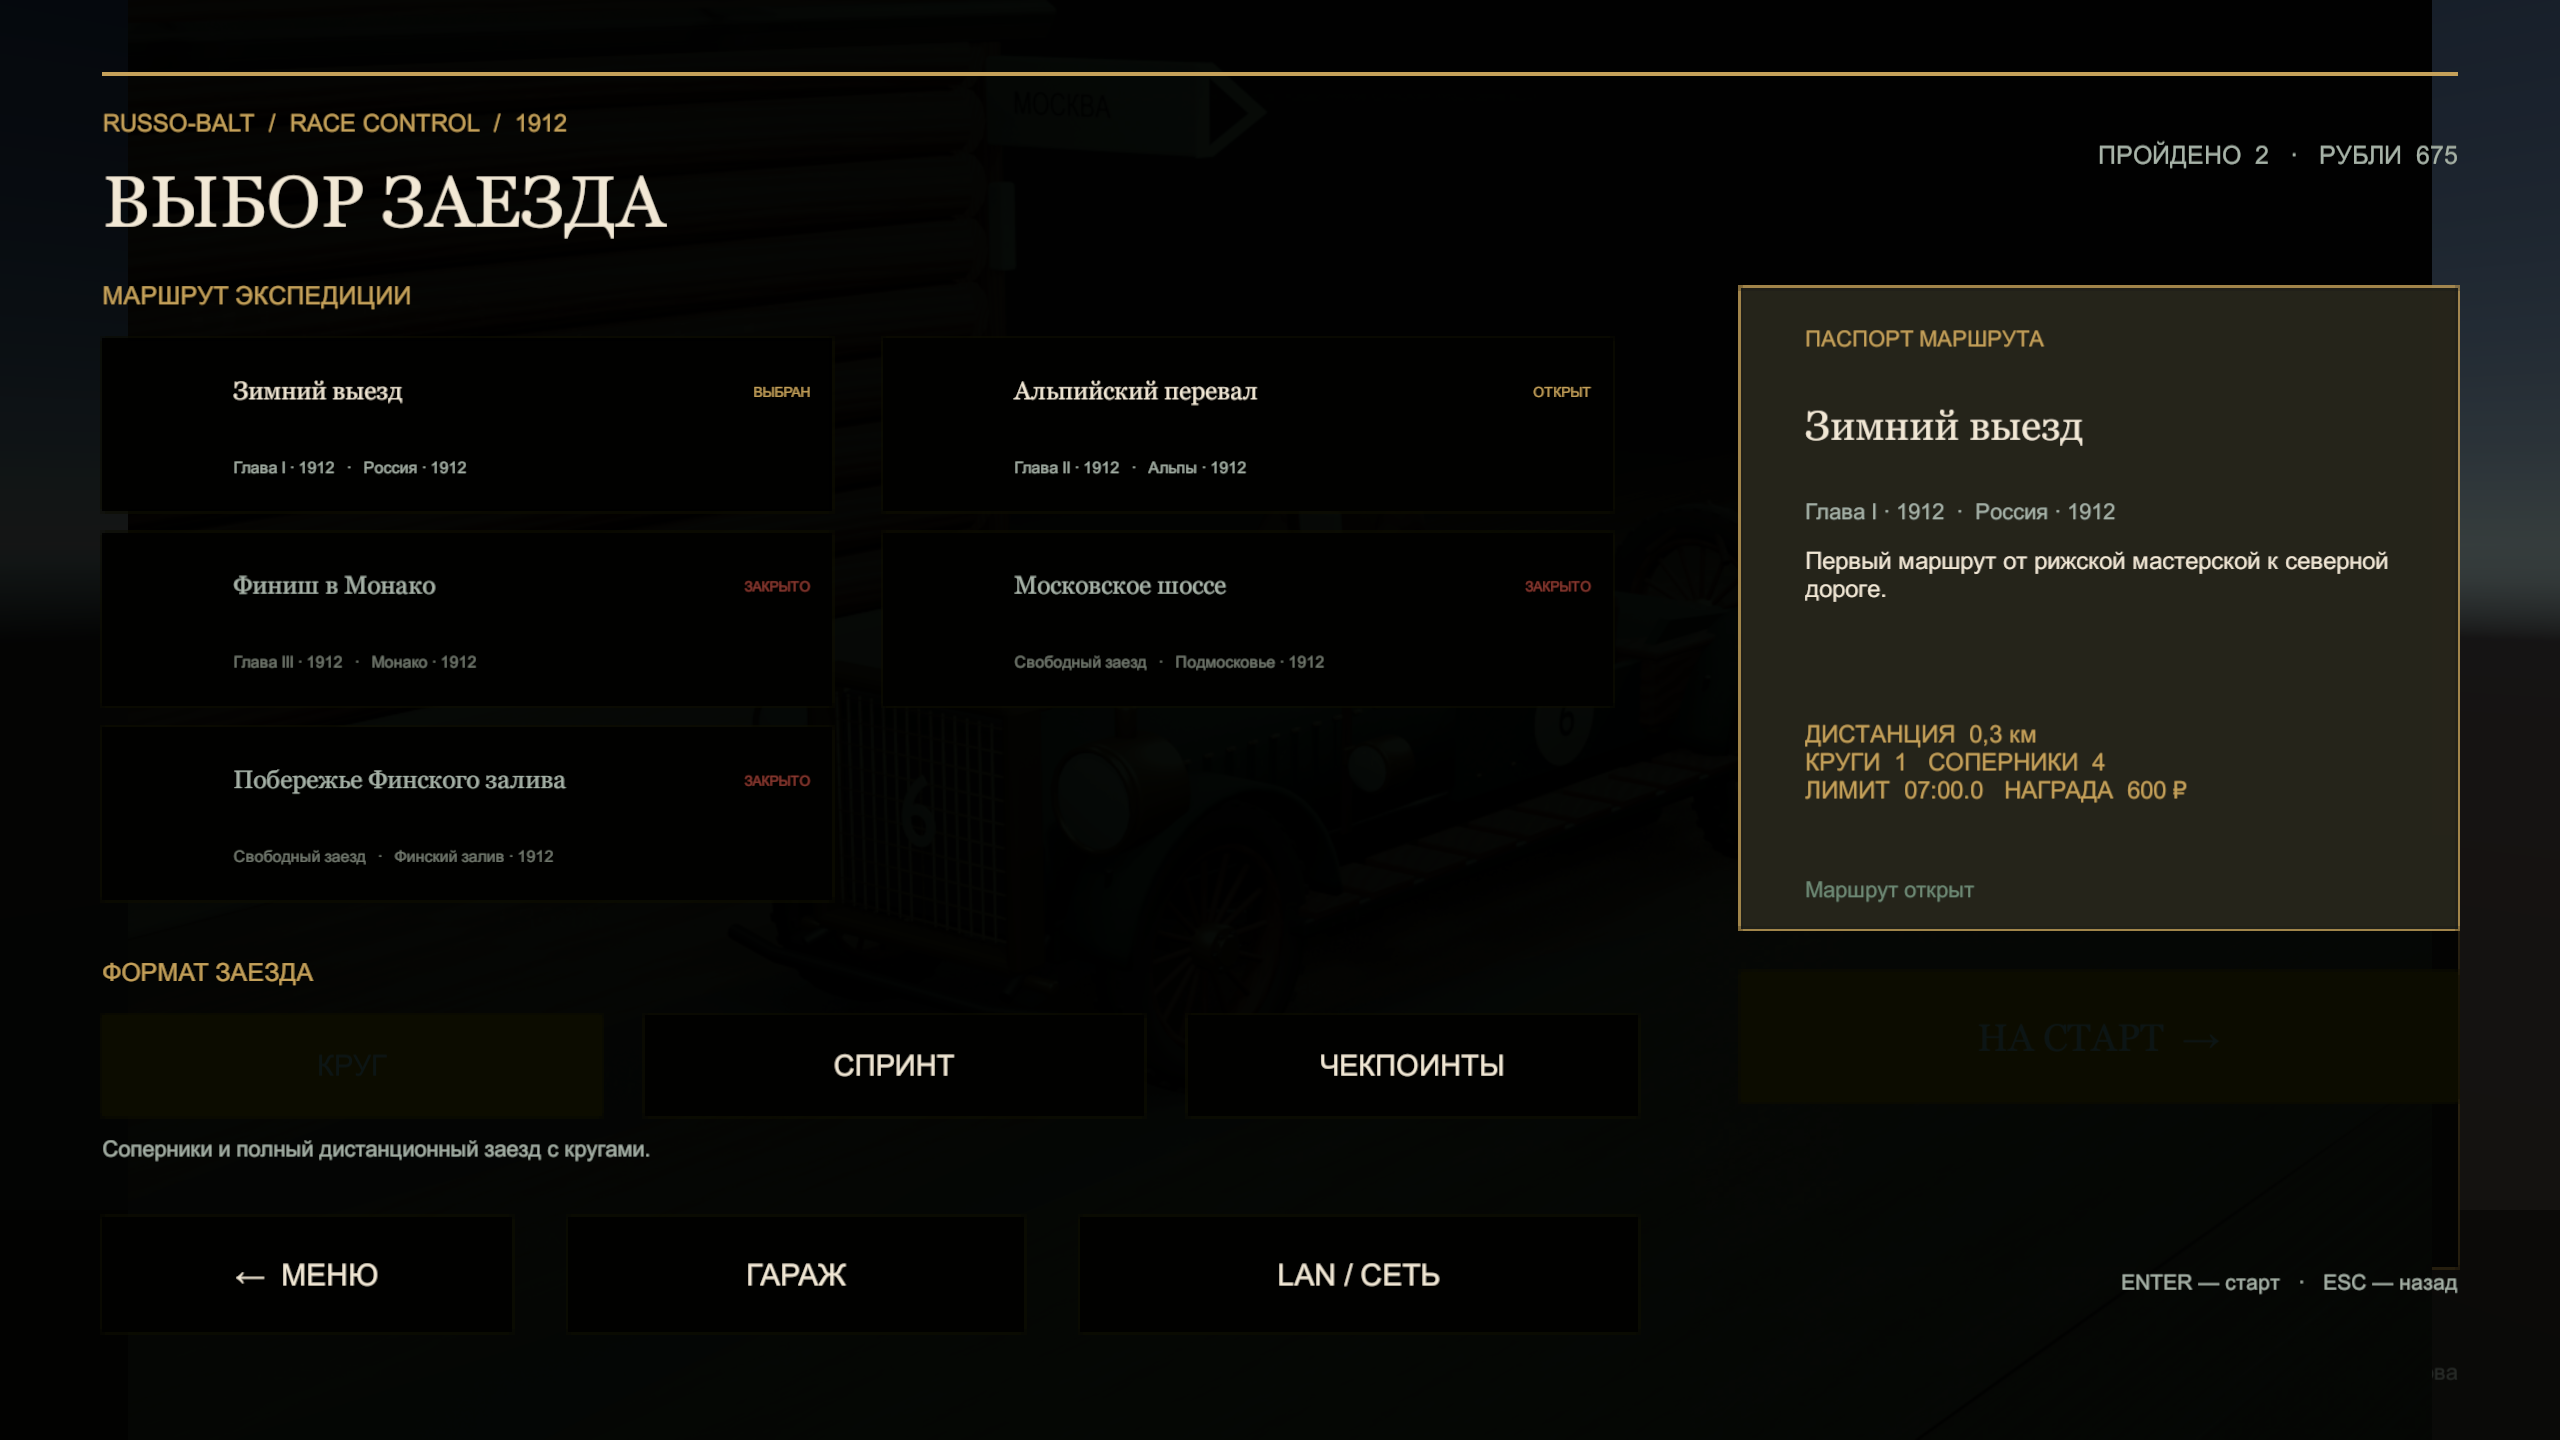 МОСКВА
RUSSO-BALT / RACE CONTROL / 1912
ПРОЙДЕНО 2 · РУБЛИ 675
ВЫБОР ЗАЕЗДА
МАРШРУТ ЭКСПЕДИЦИИ
Зимний выезд
ВЫБРАН
Глава I · 1912 · Россия · 1912
Альпийский перевал
ОТКРЫТ
Глава II · 1912 · Альпы · 1912
Финиш в Монако
ЗАКРЫТО
Глава III · 1912 · Монако · 1912
Московское шоссе
ЗАКРЫТО
Свободный заезд · Подмосковье · 1912
Побережье Финского залива
ЗАКРЫТО
Свободный заезд · Финский залив · 1912
6
6
ПАСПОРТ МАРШРУТА
Зимний выезд
Глава I · 1912 · Россия · 1912
Первый маршрут от рижской мастерской к северной
дороге.
ДИСТАНЦИЯ 0,3 км
КРУГИ 1 СОПЕРНИКИ 4
ЛИМИТ 07:00.0 НАГРАДА 600 ₽
Маршрут открыт
НА СТАРТ →
ФОРМАТ ЗАЕЗДА
КРУГ
СПРИНТ
ЧЕКПОИНТЫ
Соперники и полный дистанционный заезд с кругами.
← МЕНЮ
ГАРАЖ
LAN / СЕТЬ
ENTER — старт · ESC — назад